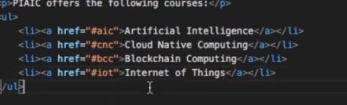 <p>PIAIC offers the following courses:</p>
<ul>
<li><a href="#aic">Artificial Intelligence</a></li>
<li><a href="#cnc">Cloud Native Computing</a></li>
<li><a href="#bcc">Blockchain Computing</a></li>
<li><a href="#iot">Internet of Things</a></li>
</ul>